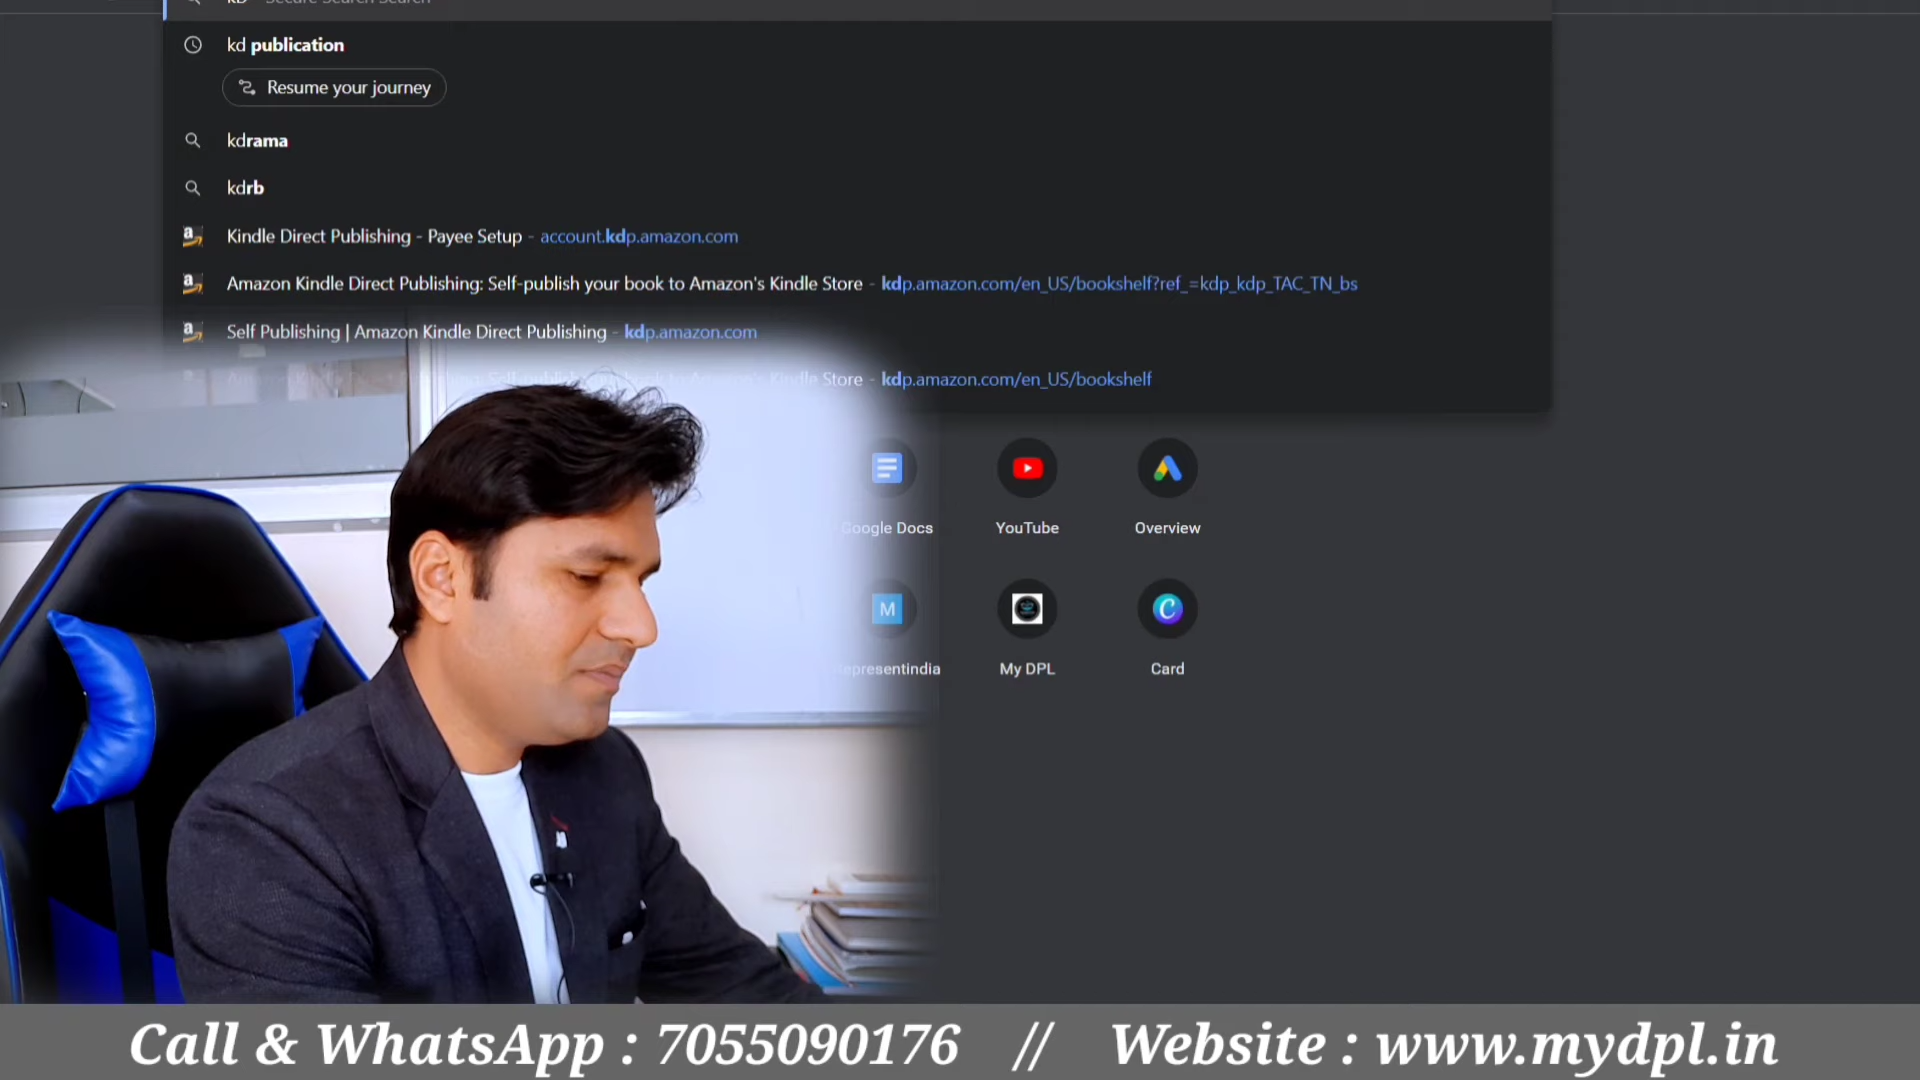 kd publication
Resume your journey
kdrama
kdrb
Kindle Direct Publishing - Payee Setup - account.kdp.amazon.com
Amazon Kindle Direct Publishing: Self-publish your book to Amazon's Kindle Store - kdp.amazon.com/en_US/bookshelf?ref_=kdp_kdp_TAC_TN_bs
Self Publishing | Amazon Kindle Direct Publishing - kdp.amazon.com
Kindle Store - kdp.amazon.com/en_US/bookshelf
Google Docs
YouTube
Overview
M
My DPL
Card
Call & WhatsApp : 7055090176 // Website : www.mydpl.in